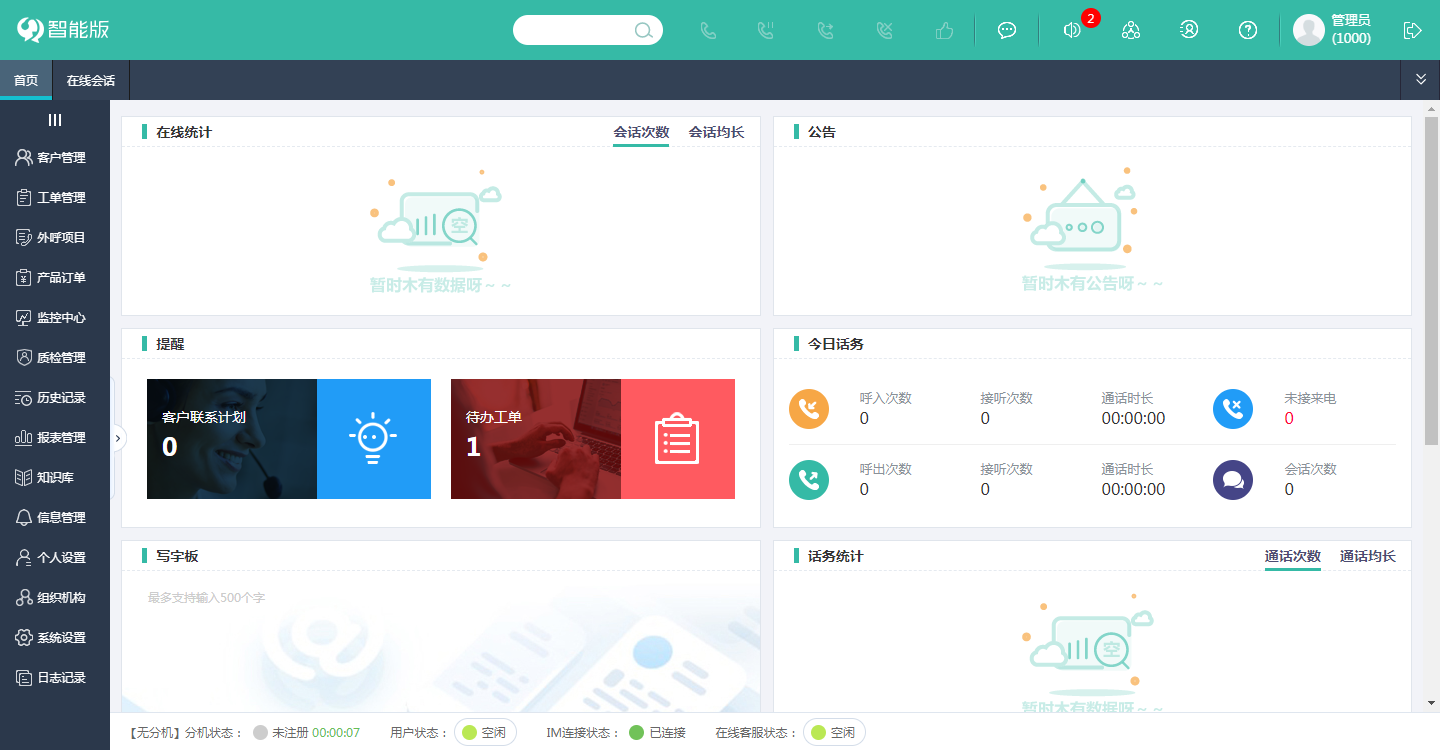 智能版
2
管理员
(1000)
首页
在线会话
客户管理
工单管理
外呼项目
产品订单
监控中心
质检管理
历史记录
报表管理
知识库
信息管理
个人设置
组织机构
系统设置
日志记录
在线统计
会话次数
会话均长
空
暂时木有数据呀~ ~
公告
暂时木有公告呀~ ~
提醒
客户联系计划
0
待办工单
1
今日话务
呼入次数
0
接听次数
0
通话时长
00:00:00
未接来电
0
呼出次数
0
接听次数
0
通话时长
00:00:00
会话次数
0
写字板
最多支持输入500个字
话务统计
通话次数
通话均长
空
暂时木有数据呀~ ~
【无分机】分机状态： 未注册 00:00:07 用户状态： 空闲 IM连接状态： 已连接 在线客服状态： 空闲